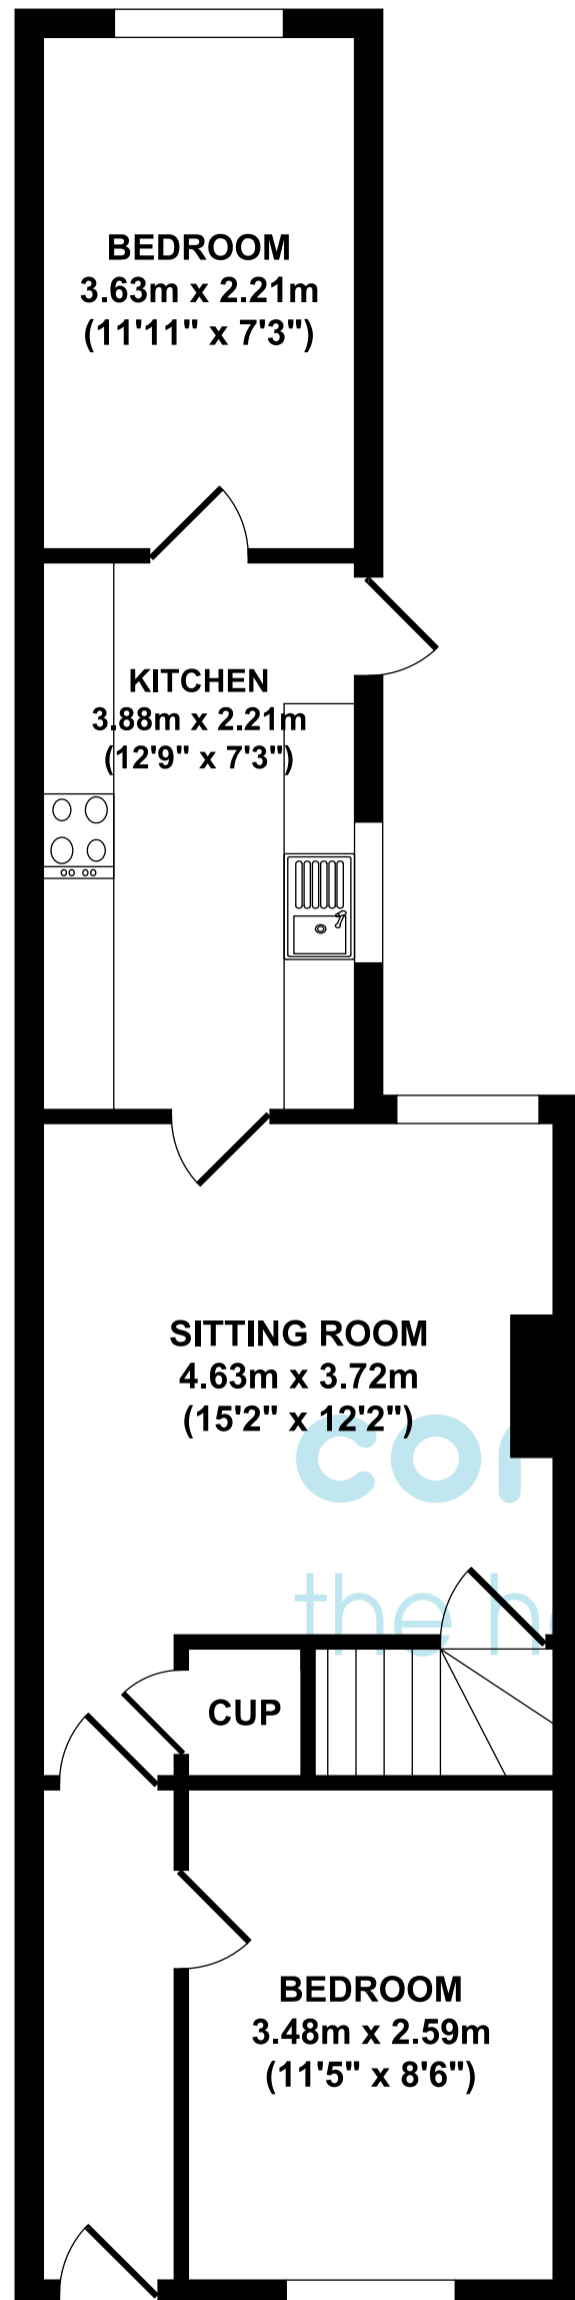 BEDROOM
3.63m x 2.21m
(11'11" x 7'3")
KITCHEN
3.88m x 2.21m
(12'9" x 7'3")
SITTING ROOM
4.63m x 3.72m
(15'2" x 12'2")
the
CUP
BEDROOM
3.48m x 2.59m
(11'5" x 8'6")